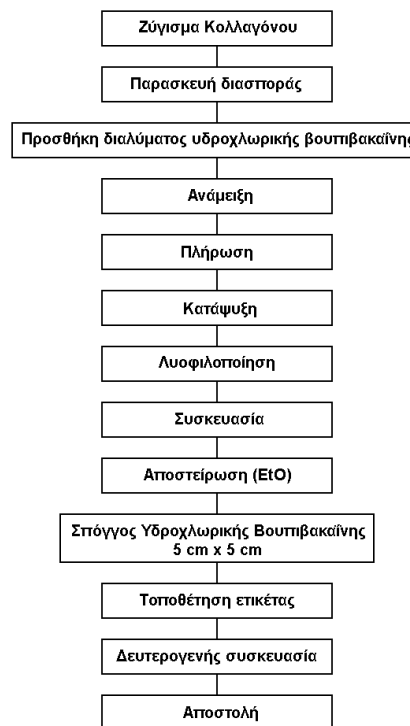 Ζύγισμα Κολλαγόνου
Παρασκευή διασποράς
Προσθήκη διαλύματος υδροχλωρικής βουπιβακαΐνης
Ανάμειξη
Πλήρωση
Κατάψυξη
Λυοφιλοποίηση
Συσκευασία
Αποστείρωση (EtO)
Σπόγγος Υδροχλωρικής Βουπιβακαΐνης
5 cm x 5 cm
Τοποθέτηση ετικέτας
Δευτερογενής συσκευασία
Αποστολή